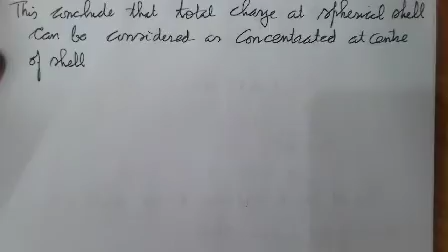 This conclude that total charge at spherical shell
can be considered as concentrated at centre
of shell